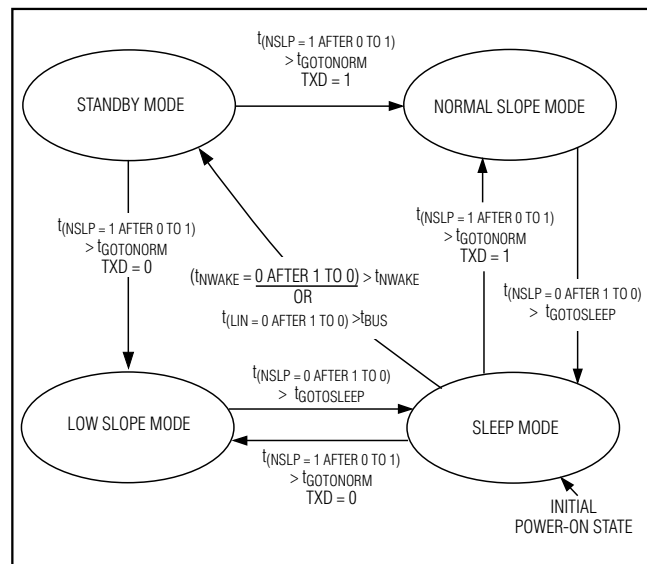 t(NSLP = 1 AFTER 0 TO 1)
> tGOTONORM
TXD = 1
STANDBY MODE
NORMAL SLOPE MODE
t(NSLP = 1 AFTER 0 TO 1)
> tGOTONORM
TXD = 0
t(NSLP = 1 AFTER 0 TO 1)
> tGOTONORM
TXD = 1
(tNWAKE = 0 AFTER 1 TO 0) > tNWAKE
OR
t(LIN = 0 AFTER 1 TO 0) >tBUS
t(NSLP = 0 AFTER 1 TO 0)
> tGOTOSLEEP
t(NSLP = 0 AFTER 1 TO 0)
> tGOTOSLEEP
LOW SLOPE MODE
SLEEP MODE
t(NSLP = 1 AFTER 0 TO 1)
> tGOTONORM
TXD = 0
INITIAL
POWER-ON STATE